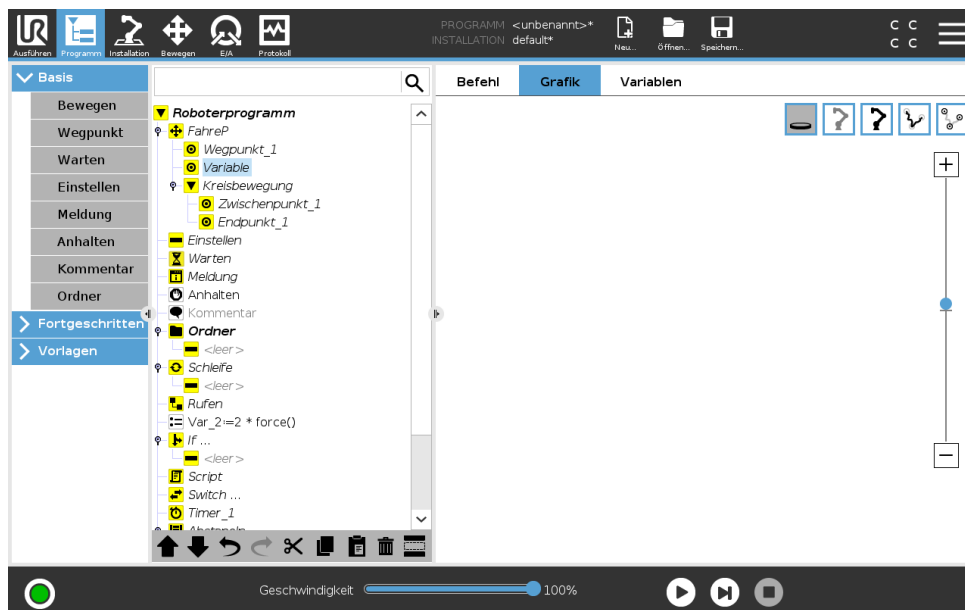 PROGRAMM <unbenannt>*
INSTALLATION default*
Ausführen Programm Installation Bewegen E/A Protokoll Neu... Öffnen... Speichern...
C C
C C
Basis
Bewegen
Wegpunkt
Warten
Einstellen
Meldung
Anhalten
Kommentar
Ordner
Fortgeschritten
Vorlagen
Roboterprogramm
FahreP
Wegpunkt_1
Variable
Kreisbewegung
Zwischenpunkt_1
Endpunkt_1
Einstellen
Warten
Meldung
Anhalten
Kommentar
Ordner
<leer>
Schleife
<leer>
Rufen
Var_2:=2 * force()
If ...
<leer>
Script
Switch ...
Timer_1
Abstapeln
Befehl Grafik Variablen
Geschwindigkeit 100%